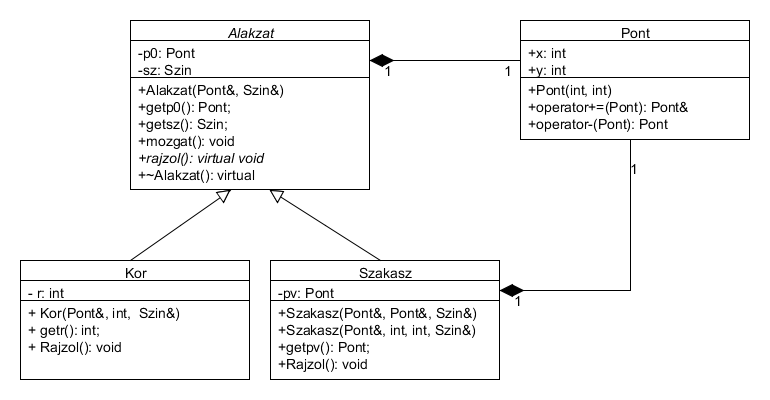 Alakzat
-p0: Pont
-sz: Szin
+Alakzat(Pont&, Szin&)
+getp0(): Pont;
+getsz(): Szin;
+mozgat(): void
+rajzol(): virtual void
+~Alakzat(): virtual
1
1
Pont
+x: int
+y: int
+Pont(int, int)
+operator+=(Pont): Pont&
+operator-(Pont): Pont
1
Kor
- r: int
+ Kor(Pont&, int, Szin&)
+ getr(): int;
+ Rajzol(): void
Szakasz
-pv: Pont
+Szakasz(Pont&, Pont&, Szin&)
+Szakasz(Pont&, int, int, Szin&)
+getpv(): Pont;
+Rajzol(): void
1